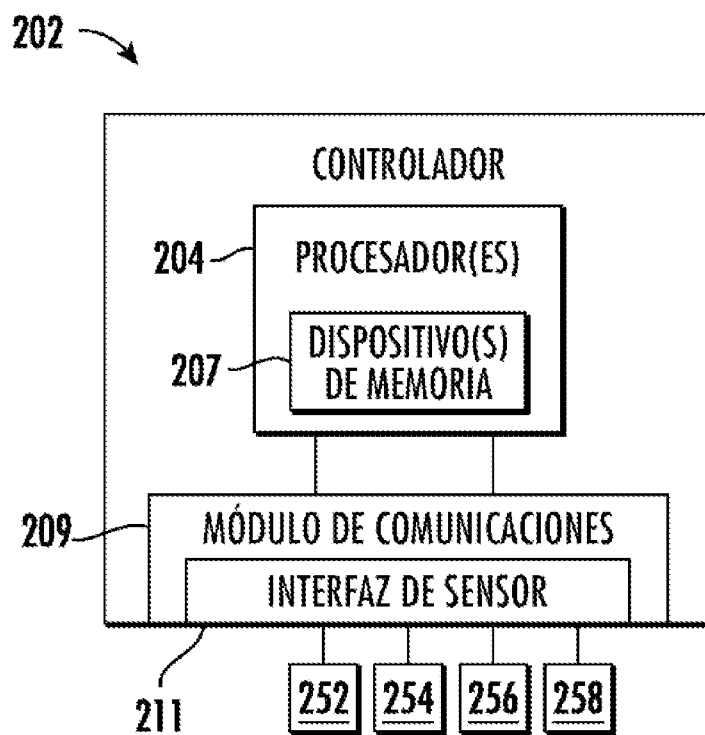 202
CONTROLADOR
204
PROCESADOR(ES)
207
DISPOSITIVO(S)
DE MEMORIA
209
MÓDULO DE COMUNICACIONES
INTERFAZ DE SENSOR
211
252 254 256 258